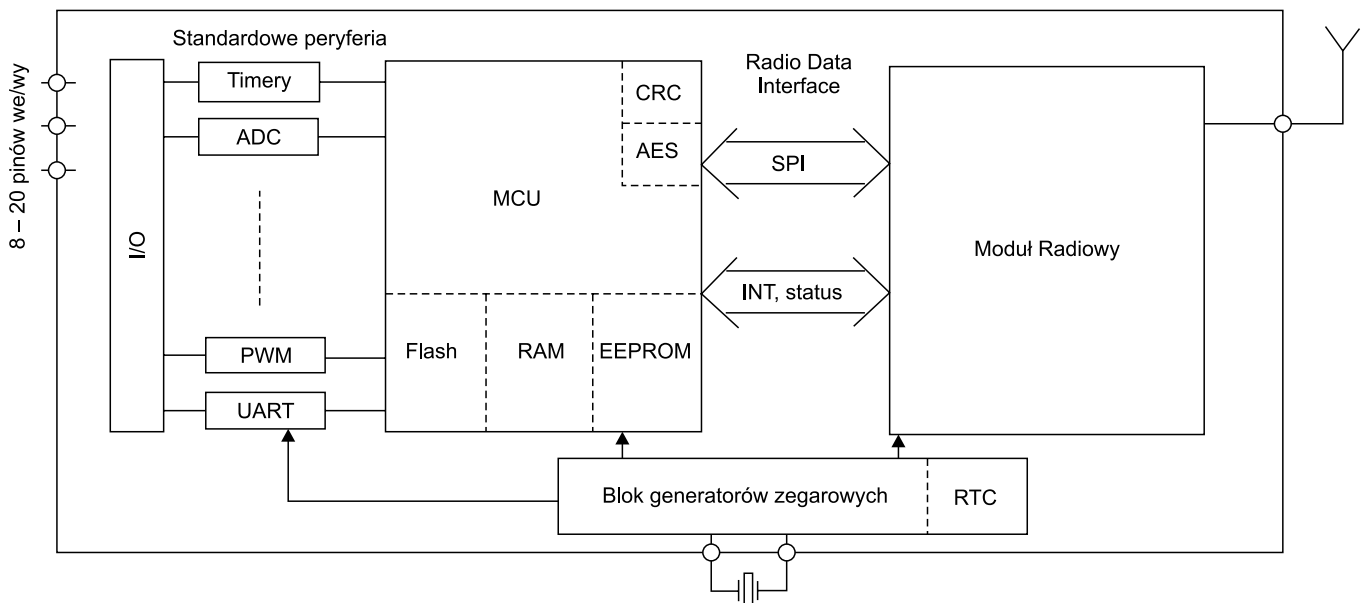 Standardowe peryferia
8 – 20 pinów we/wy
I/O
Timery
ADC
PWM
UART
MCU
CRC
AES
Flash
RAM
EEPROM
Radio Data
Interface
SPI
INT, status
Moduł Radiowy
Blok generatorów zegarowych
RTC